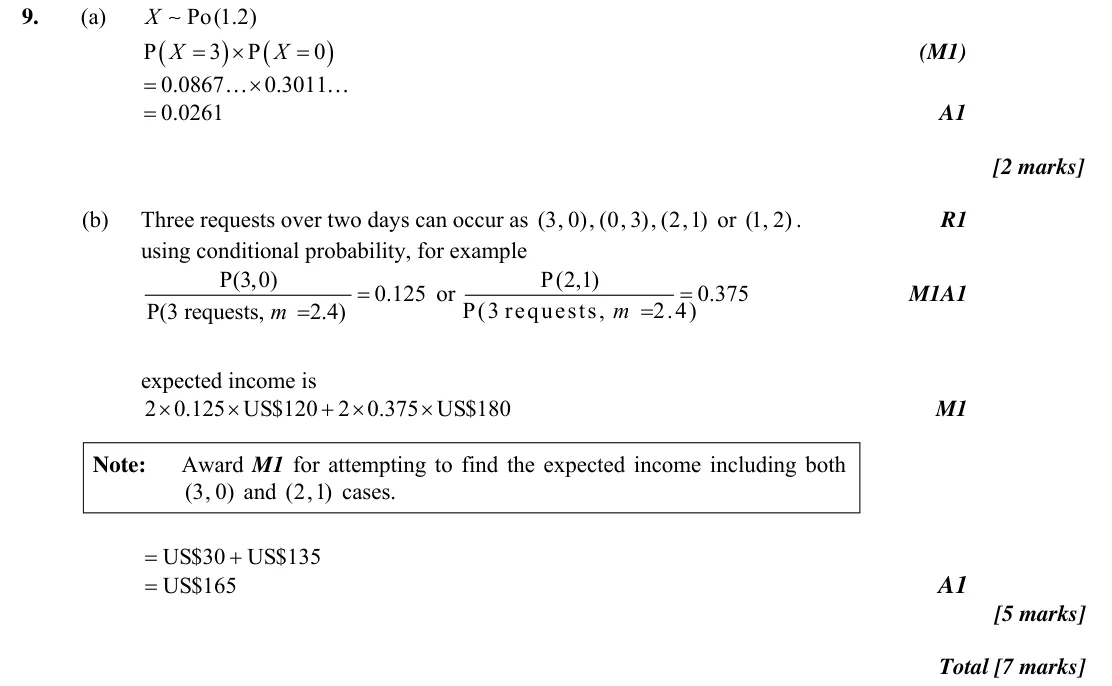 9. (a) X ~ Po(1.2)
P(X = 3) × P(X = 0) (M1)
= 0.0867… × 0.3011…
= 0.0261 A1
[2 marks]
(b) Three requests over two days can occur as (3, 0), (0, 3), (2, 1) or (1, 2). R1
using conditional probability, for example
P(3,0) / P(3 requests, m =2.4) = 0.125 or P(2,1) / P(3 requests, m =2.4) = 0.375 M1A1
expected income is
2×0.125×US$120 + 2×0.375×US$180 M1
Note: Award M1 for attempting to find the expected income including both
(3, 0) and (2, 1) cases.
= US$30 + US$135
= US$165 A1
[5 marks]
Total [7 marks]